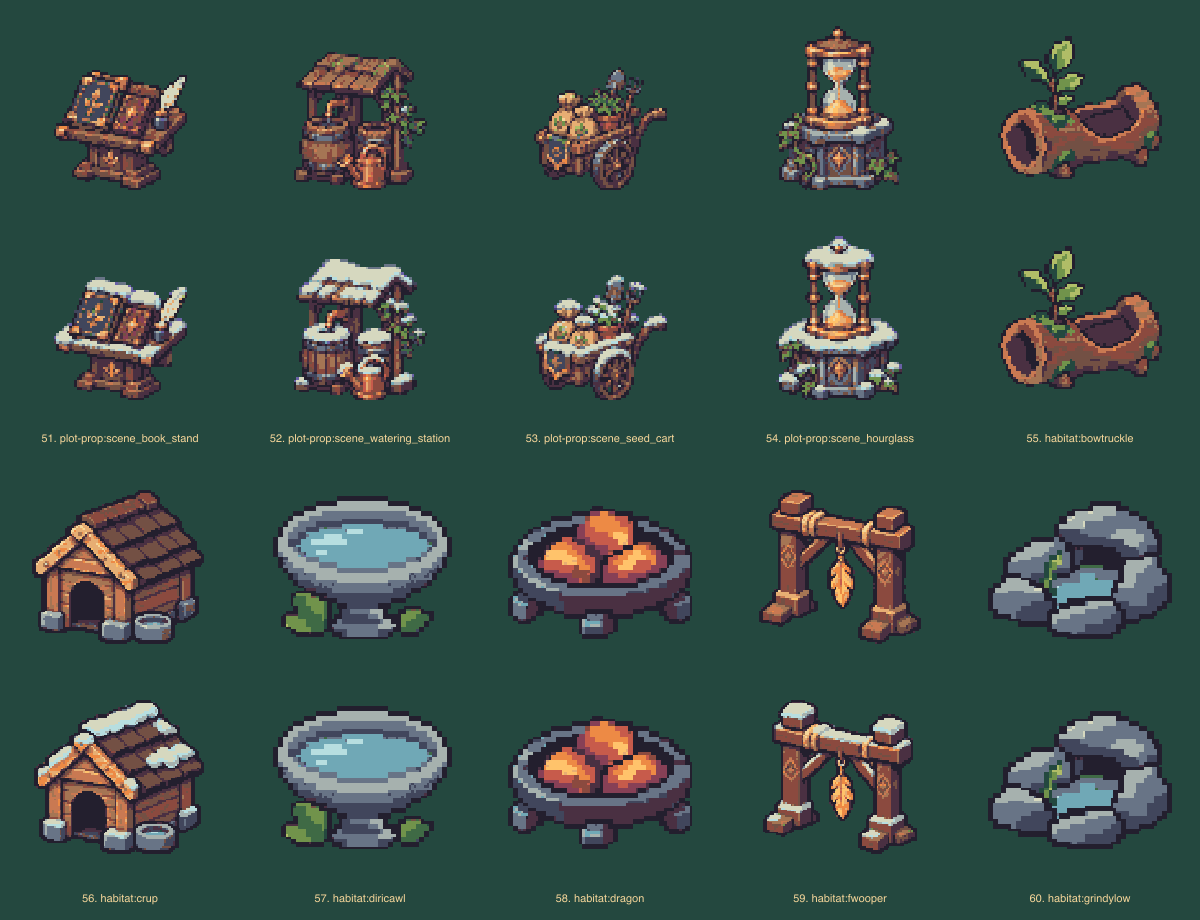 51. plot-prop:scene_book_stand
52. plot-prop:scene_watering_station
53. plot-prop:scene_seed_cart
54. plot-prop:scene_hourglass
55. habitat:bowtruckle
56. habitat:crup
57. habitat:diricawl
58. habitat:dragon
59. habitat:fwooper
60. habitat:grindylow